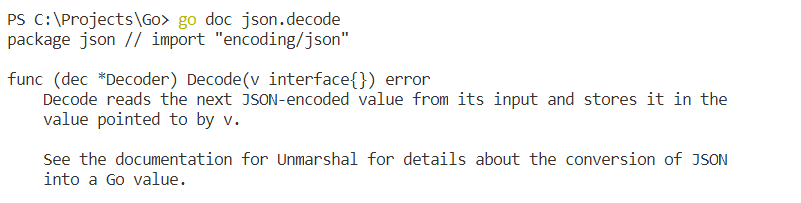 PS C:\Projects\Go> go doc json.decode
package json // import "encoding/json"
func (dec *Decoder) Decode(v interface{}) error
Decode reads the next JSON-encoded value from its input and stores it in the
value pointed to by v.
See the documentation for Unmarshal for details about the conversion of JSON
into a Go value.